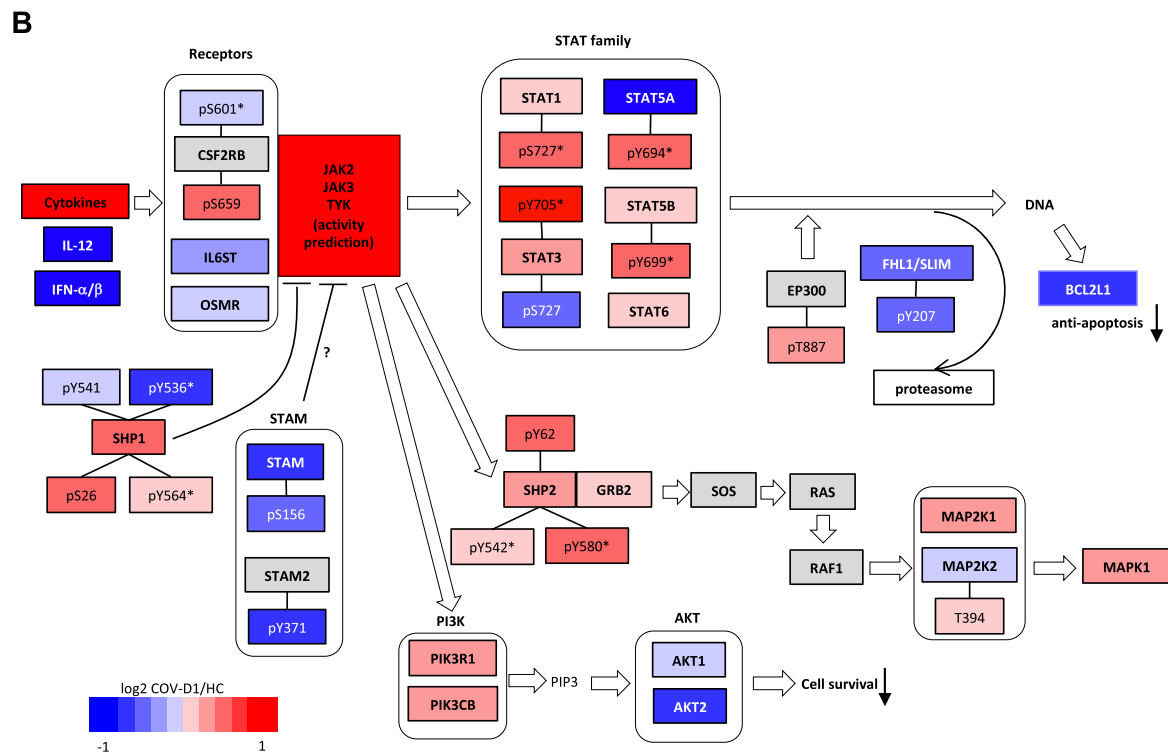 B
Receptors
STAT family
pS601*
CSF2RB
pS659
IL6ST
OSMR
Cytokines
IL-12
IFN-α/β
JAK2
JAK3
TYK
(activity
prediction)
STAT1
pS727*
pY705*
STAT3
pS727
STAT5A
pY694*
STAT5B
pY699*
STAT6
DNA
EP300
pT887
FHL1/SLIM
pY207
BCL2L1
anti-apoptosis
proteasome
?
pY541
pY536*
SHP1
pS26
pY564*
STAM
STAM
pS156
STAM2
pY371
pY62
SHP2
GRB2
pY542*
pY580*
SOS
RAS
RAF1
MAP2K1
MAP2K2
T394
MAPK1
PI3K
PIK3R1
PIK3CB
PIP3
AKT
AKT1
AKT2
Cell survival
log2 COV-D1/HC
-1
1